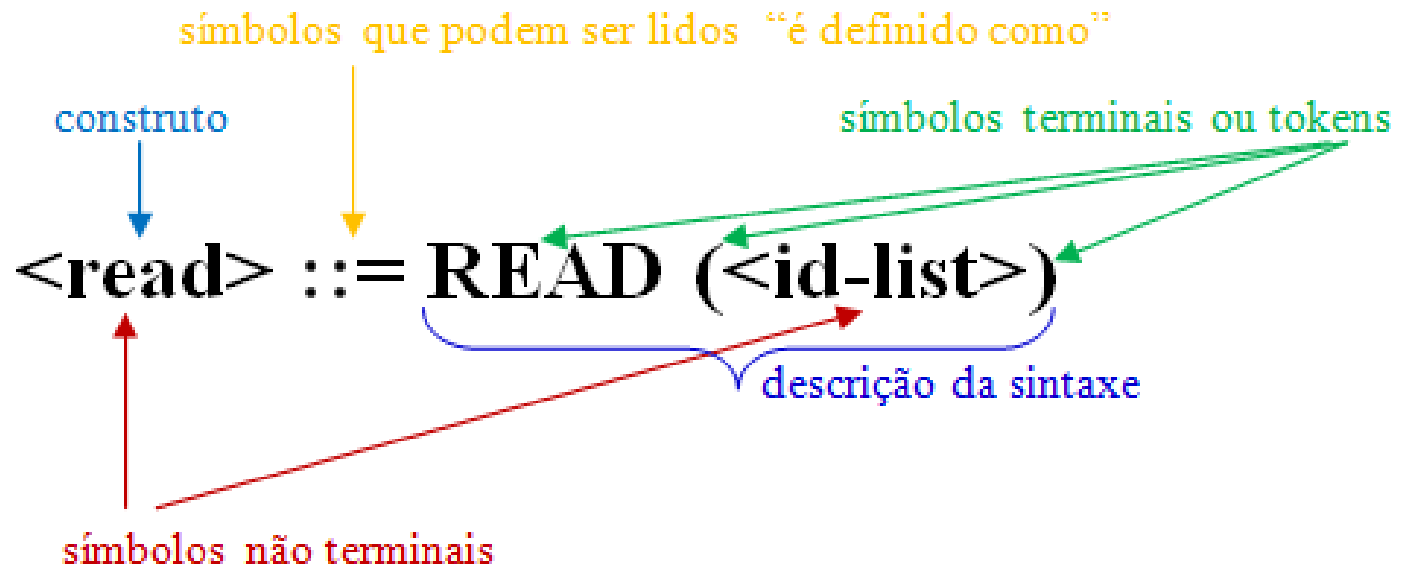 símbolos que podem ser lidos “é definido como”
construto
símbolos terminais ou tokens
<read> ::= READ (<id-list>)
descrição da sintaxe
símbolos não terminais